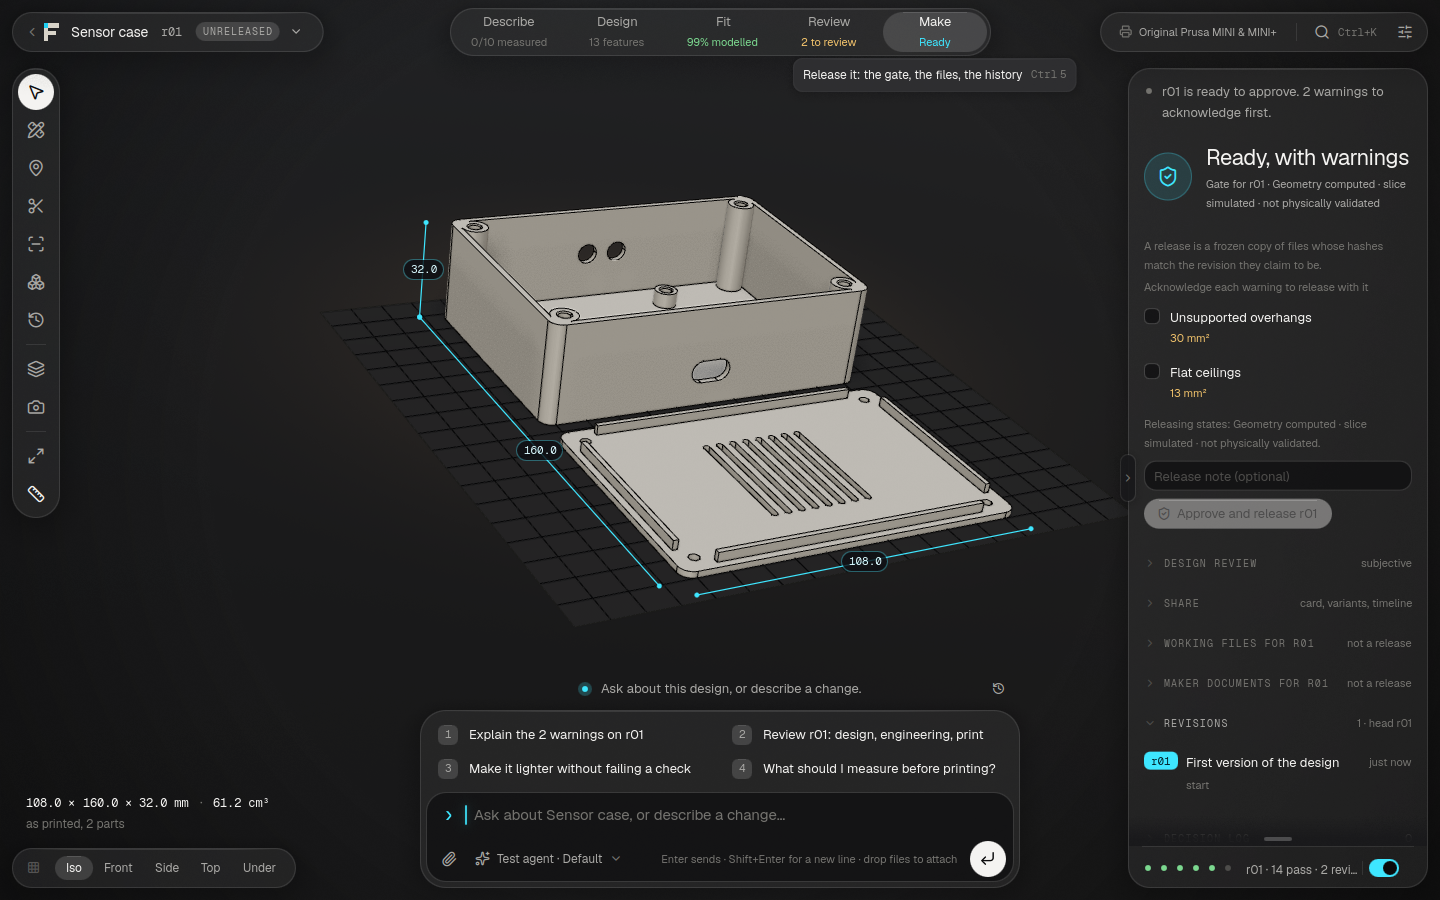 Sensor case r01 UNRELEASED
Describe
0/10 measured
Design
13 features
Fit
99% modelled
Review
2 to review
Make
Ready
Original Prusa MINI & MINI+
Ctrl+K
Release it: the gate, the files, the history Ctrl 5
32.0
160.0
108.0
r01 is ready to approve. 2 warnings to
acknowledge first.
Ready, with warnings
Gate for r01 · Geometry computed · slice
simulated · not physically validated
A release is a frozen copy of files whose hashes
match the revision they claim to be.
Acknowledge each warning to release with it
Unsupported overhangs
30 mm²
Flat ceilings
13 mm²
Releasing states: Geometry computed · slice
simulated · not physically validated.
Release note (optional)
Approve and release r01
DESIGN REVIEW subjective
SHARE card, variants, timeline
WORKING FILES FOR R01 not a release
MAKER DOCUMENTS FOR R01 not a release
REVISIONS 1 · head r01
r01 First version of the design just now
start
DECISION LOG 0
r01 · 14 pass · 2 revi...
Ask about this design, or describe a change.
1 Explain the 2 warnings on r01
2 Review r01: design, engineering, print
3 Make it lighter without failing a check
4 What should I measure before printing?
Ask about Sensor case, or describe a change...
Test agent · Default
Enter sends · Shift+Enter for a new line · drop files to attach
108.0 × 160.0 × 32.0 mm · 61.2 cm³
as printed, 2 parts
Iso Front Side Top Under